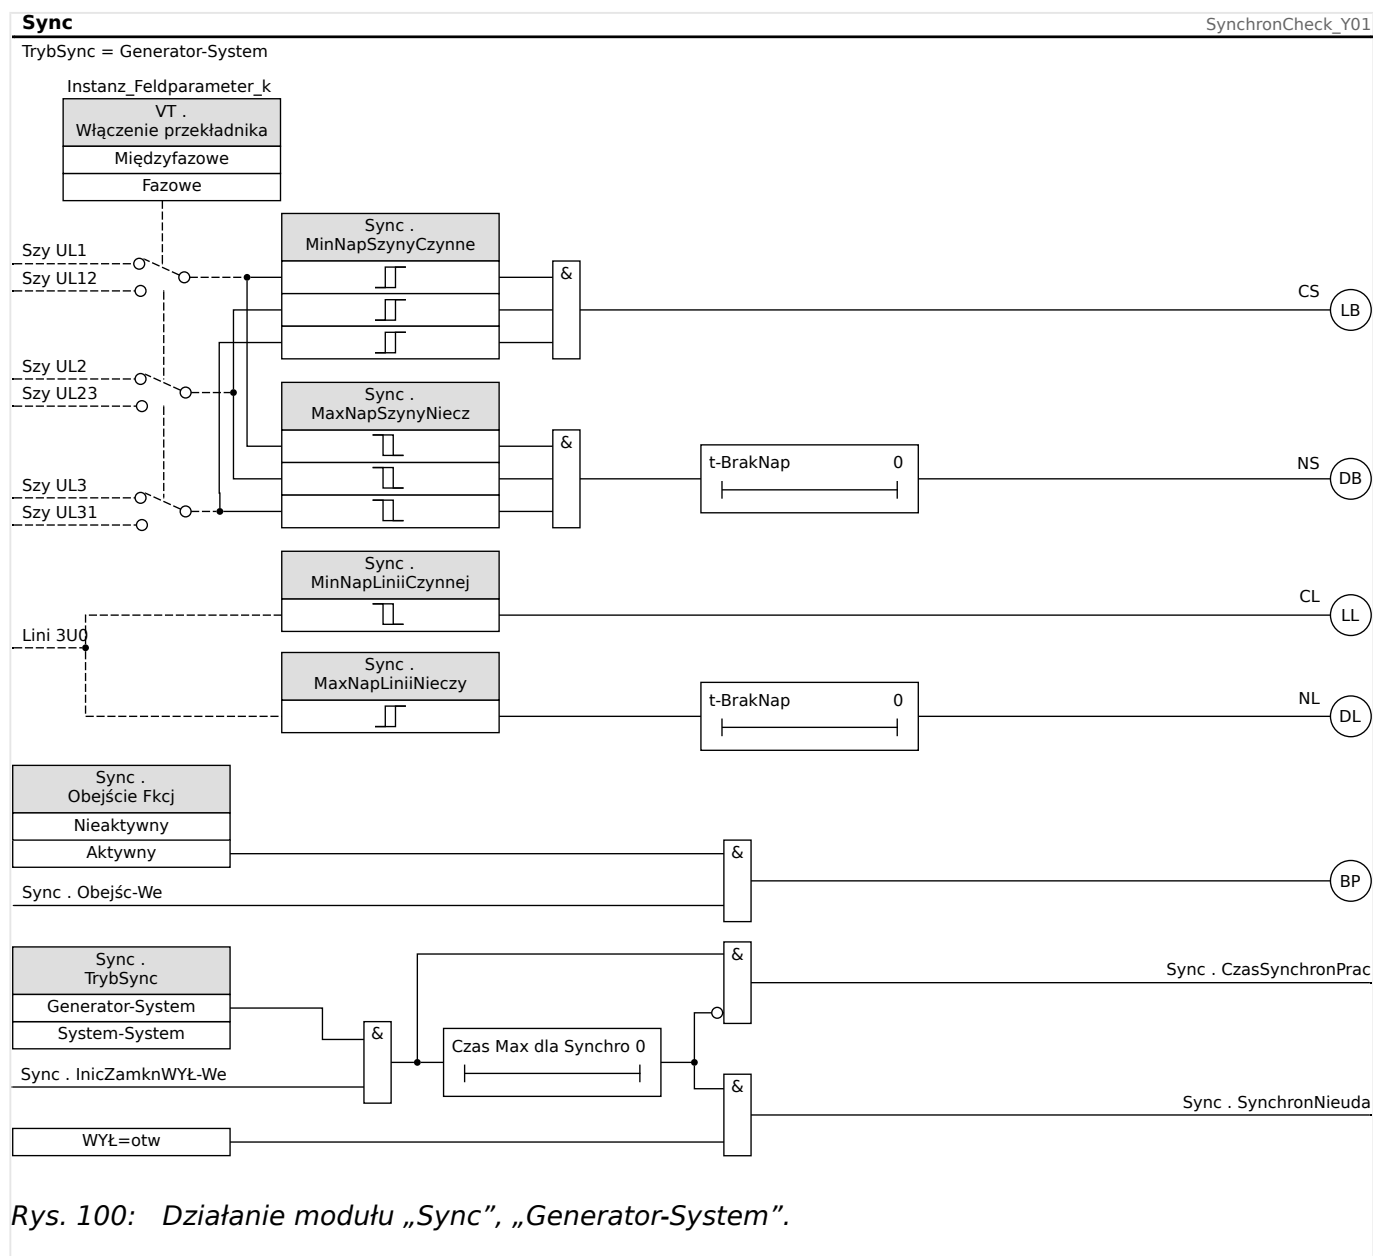 Sync
SynchronCheck_Y01
TrybSync = Generator-System
Instanz_Feldparameter_k
VT .
Włączenie przekładnika
Międzyfazowe
Fazowe
Sync .
MinNapSzynyCzynne
Szy UL1
Szy UL12
&
CS
LB
Szy UL2
Szy UL23
Sync .
MaxNapSzynyNiecz
&
t-BrakNap 0
NS
DB
Szy UL3
Szy UL31
Sync .
MinNapLiniiCzynnej
CL
LL
Lini 3U0
Sync .
MaxNapLiniiNieczy
t-BrakNap 0
NL
DL
Sync .
Obejście Fkcj
Nieaktywny
Aktywny
&
Sync . Obejśc-We
BP
Sync .
TrybSync
Generator-System
System-System
&
Sync . CzasSynchronPrac
&
Czas Max dla Synchro 0
Sync . InicZamknWYŁ-We
&
Sync . SynchronNieuda
WYŁ=otw
Rys. 100: Działanie modułu „Sync”, „Generator-System”.